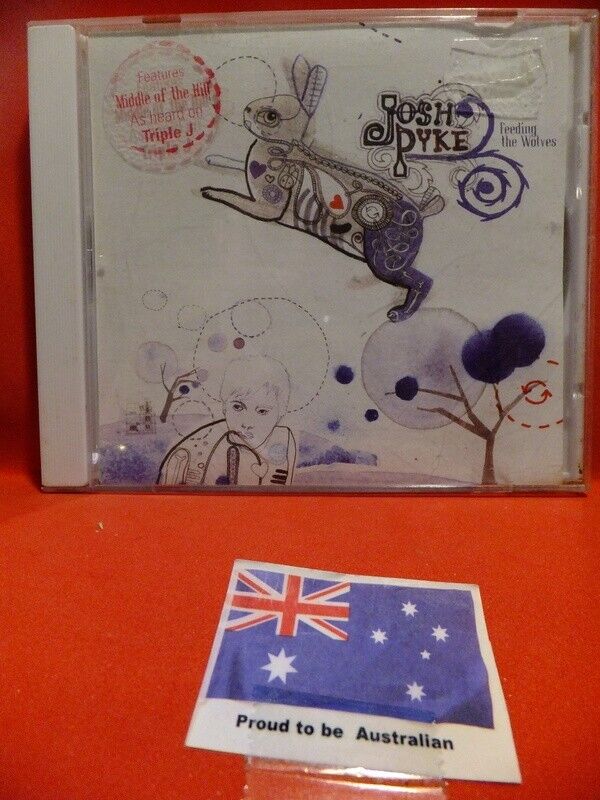 Features
Middle of the Hill
As heard on
Triple J
JOSH
PYKE
Feeding
the Wolves
Proud to be Australian